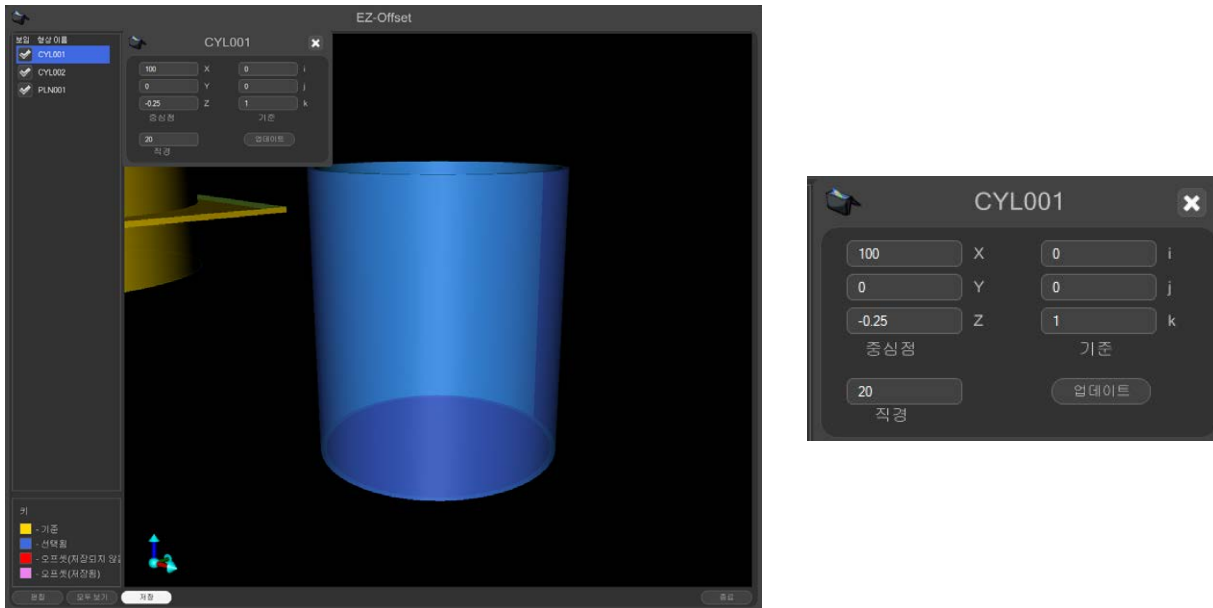 EZ-Offset
보임 형상 이름
CYL001
CYL002
PLN001
CYL001
100 X 0 i
0 Y 0 j
-0.25 Z 1 k
중심점 기준
20 업데이트
직경
키
- 기준
- 선택됨
- 오프셋(저장되지 않음
- 오프셋(저장됨)
모두 보기 저장
CYL001
100 X 0 i
0 Y 0 j
-0.25 Z 1 k
중심점 기준
20 업데이트
직경